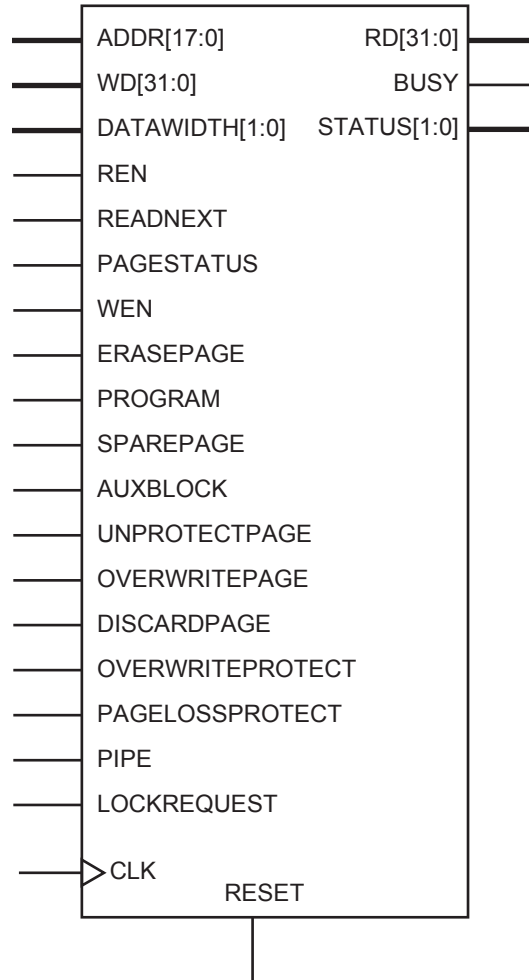 ADDR[17:0] RD[31:0]
WD[31:0] BUSY
DATAWIDTH[1:0] STATUS[1:0]
REN
READNEXT
PAGESTATUS
WEN
ERASEPAGE
PROGRAM
SPAREPAGE
AUXBLOCK
UNPROTECTPAGE
OVERWRITEPAGE
DISCARDPAGE
OVERWRITEPROTECT
PAGELOSSPROTECT
PIPE
LOCKREQUEST
CLK
RESET